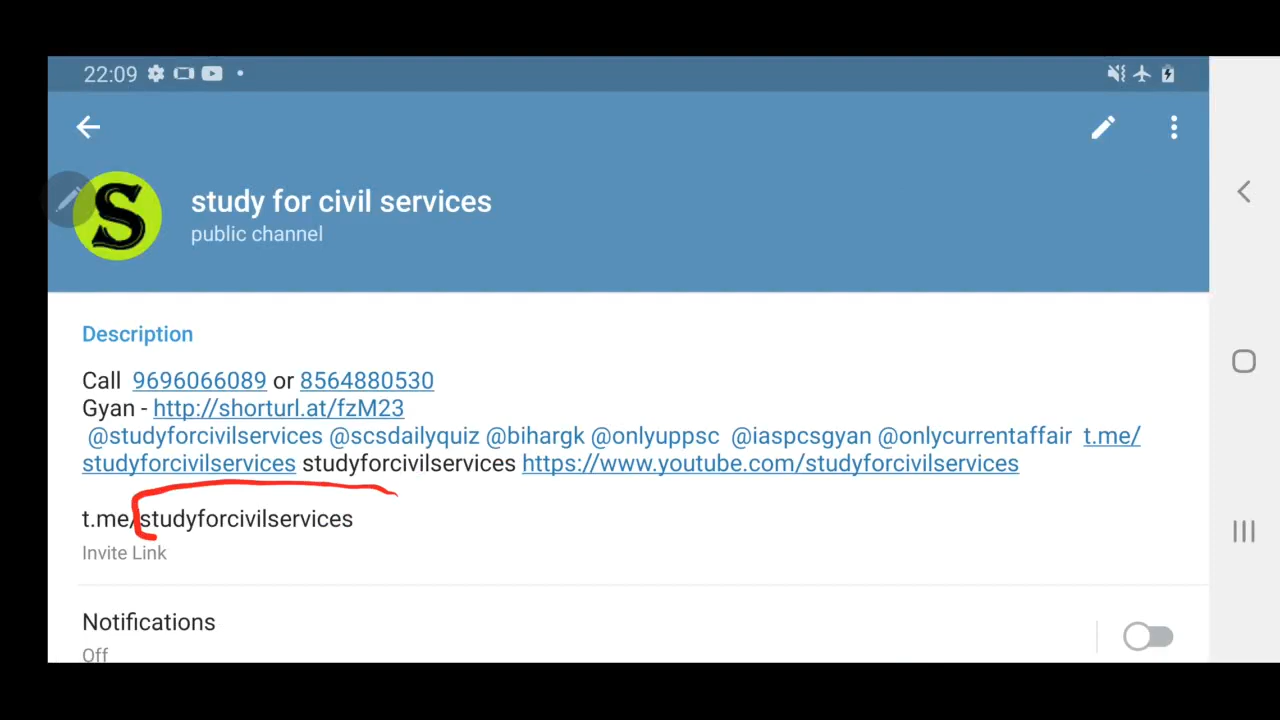 22:09
S
study for civil services
public channel
Description
Call 9696066089 or 8564880530
Gyan - http://shorturl.at/fzM23
@studyforcivilservices @scsdailyquiz @bihargk @onlyuppsc @iaspcsgyan @onlycurrentaffair t.me/
studyforcivilservices studyforcivilservices https://www.youtube.com/studyforcivilservices
t.me/studyforcivilservices
Invite Link
Notifications
Off